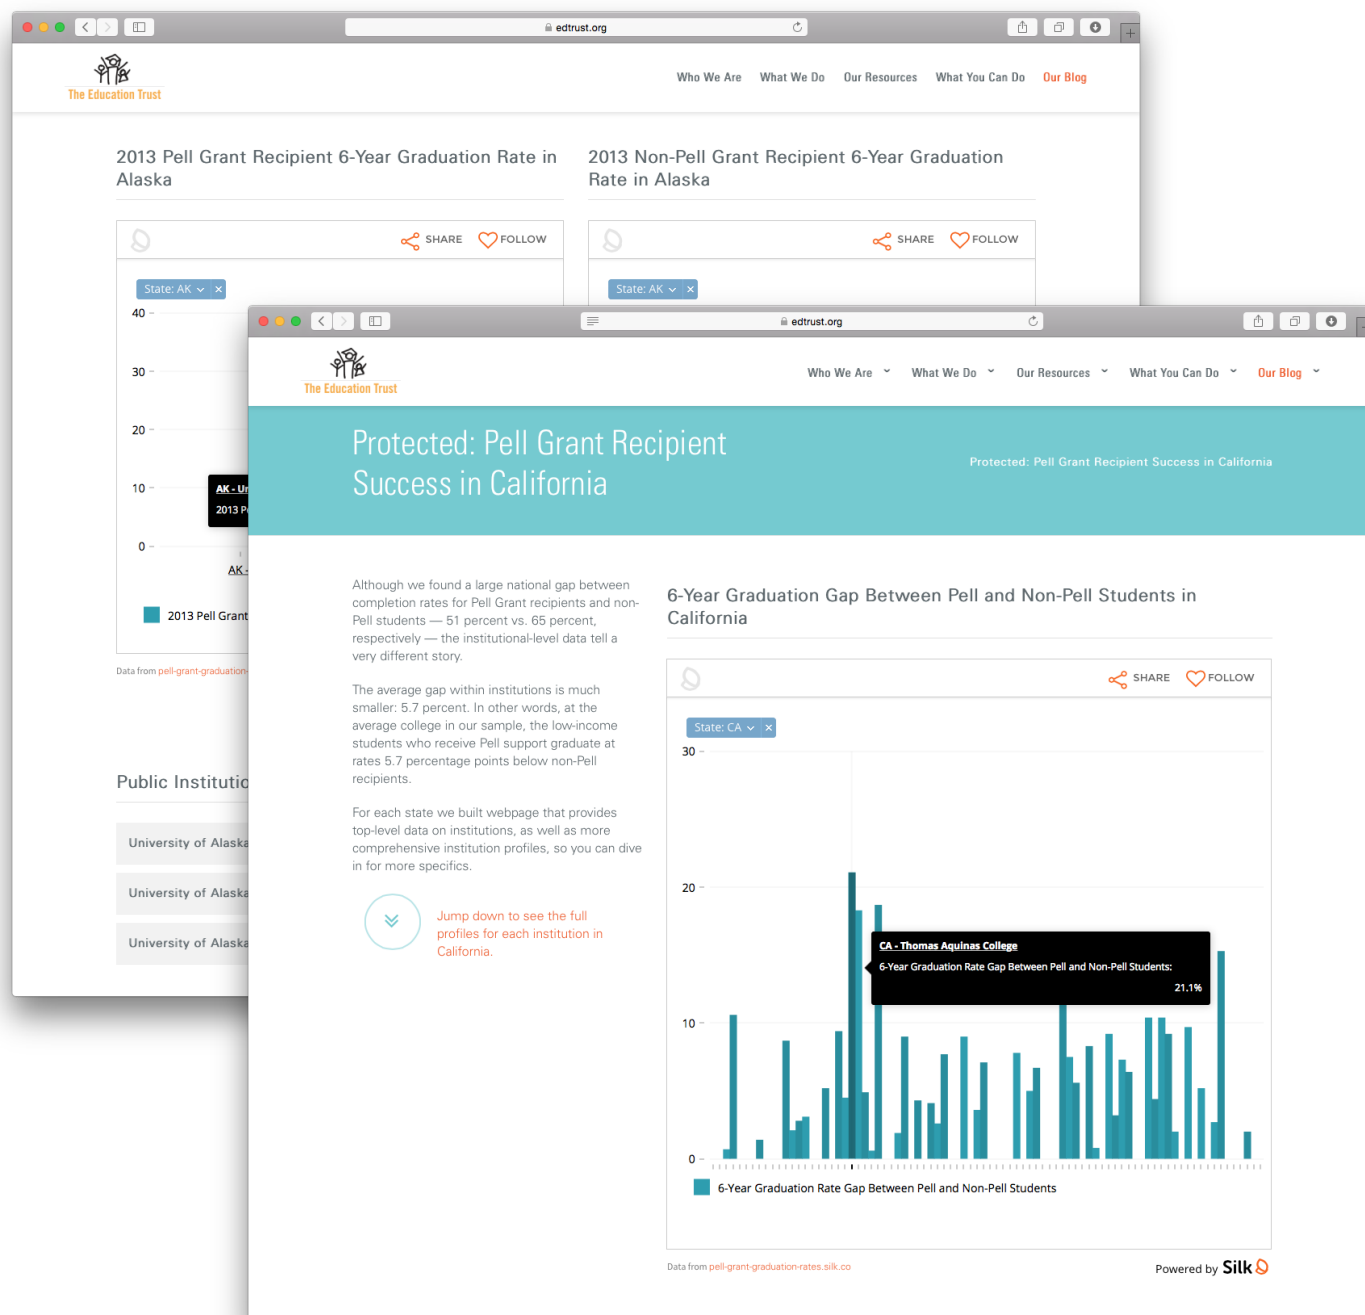 edtrust.org
The Education Trust
Who We Are What We Do Our Resources What You Can Do Our Blog
2013 Pell Grant Recipient 6-Year Graduation Rate in
Alaska
2013 Non-Pell Grant Recipient 6-Year Graduation
Rate in Alaska
SHARE FOLLOW
SHARE FOLLOW
State: AK
State: AK
40
30
20
10
0
AK - Un
2013 P
AK -
2013 Pell Grant
Data from pell-grant-graduation-
Public Institutio
University of Alaska
University of Alaska
University of Alaska
edtrust.org
The Education Trust
Who We Are What We Do Our Resources What You Can Do Our Blog
Protected: Pell Grant Recipient
Success in California
Protected: Pell Grant Recipient Success in California
Although we found a large national gap between
completion rates for Pell Grant recipients and non-
Pell students — 51 percent vs. 65 percent,
respectively — the institutional-level data tell a
very different story.
The average gap within institutions is much
smaller: 5.7 percent. In other words, at the
average college in our sample, the low-income
students who receive Pell support graduate at
rates 5.7 percentage points below non-Pell
recipients.
For each state we built webpage that provides
top-level data on institutions, as well as more
comprehensive institution profiles, so you can dive
in for more specifics.
Jump down to see the full
profiles for each institution in
California.
6-Year Graduation Gap Between Pell and Non-Pell Students in
California
SHARE FOLLOW
State: CA
30
20
10
0
CA - Thomas Aquinas College
6-Year Graduation Rate Gap Between Pell and Non-Pell Students:
21.1%
6-Year Graduation Rate Gap Between Pell and Non-Pell Students
Data from pell-grant-graduation-rates.silk.co
Powered by Silk